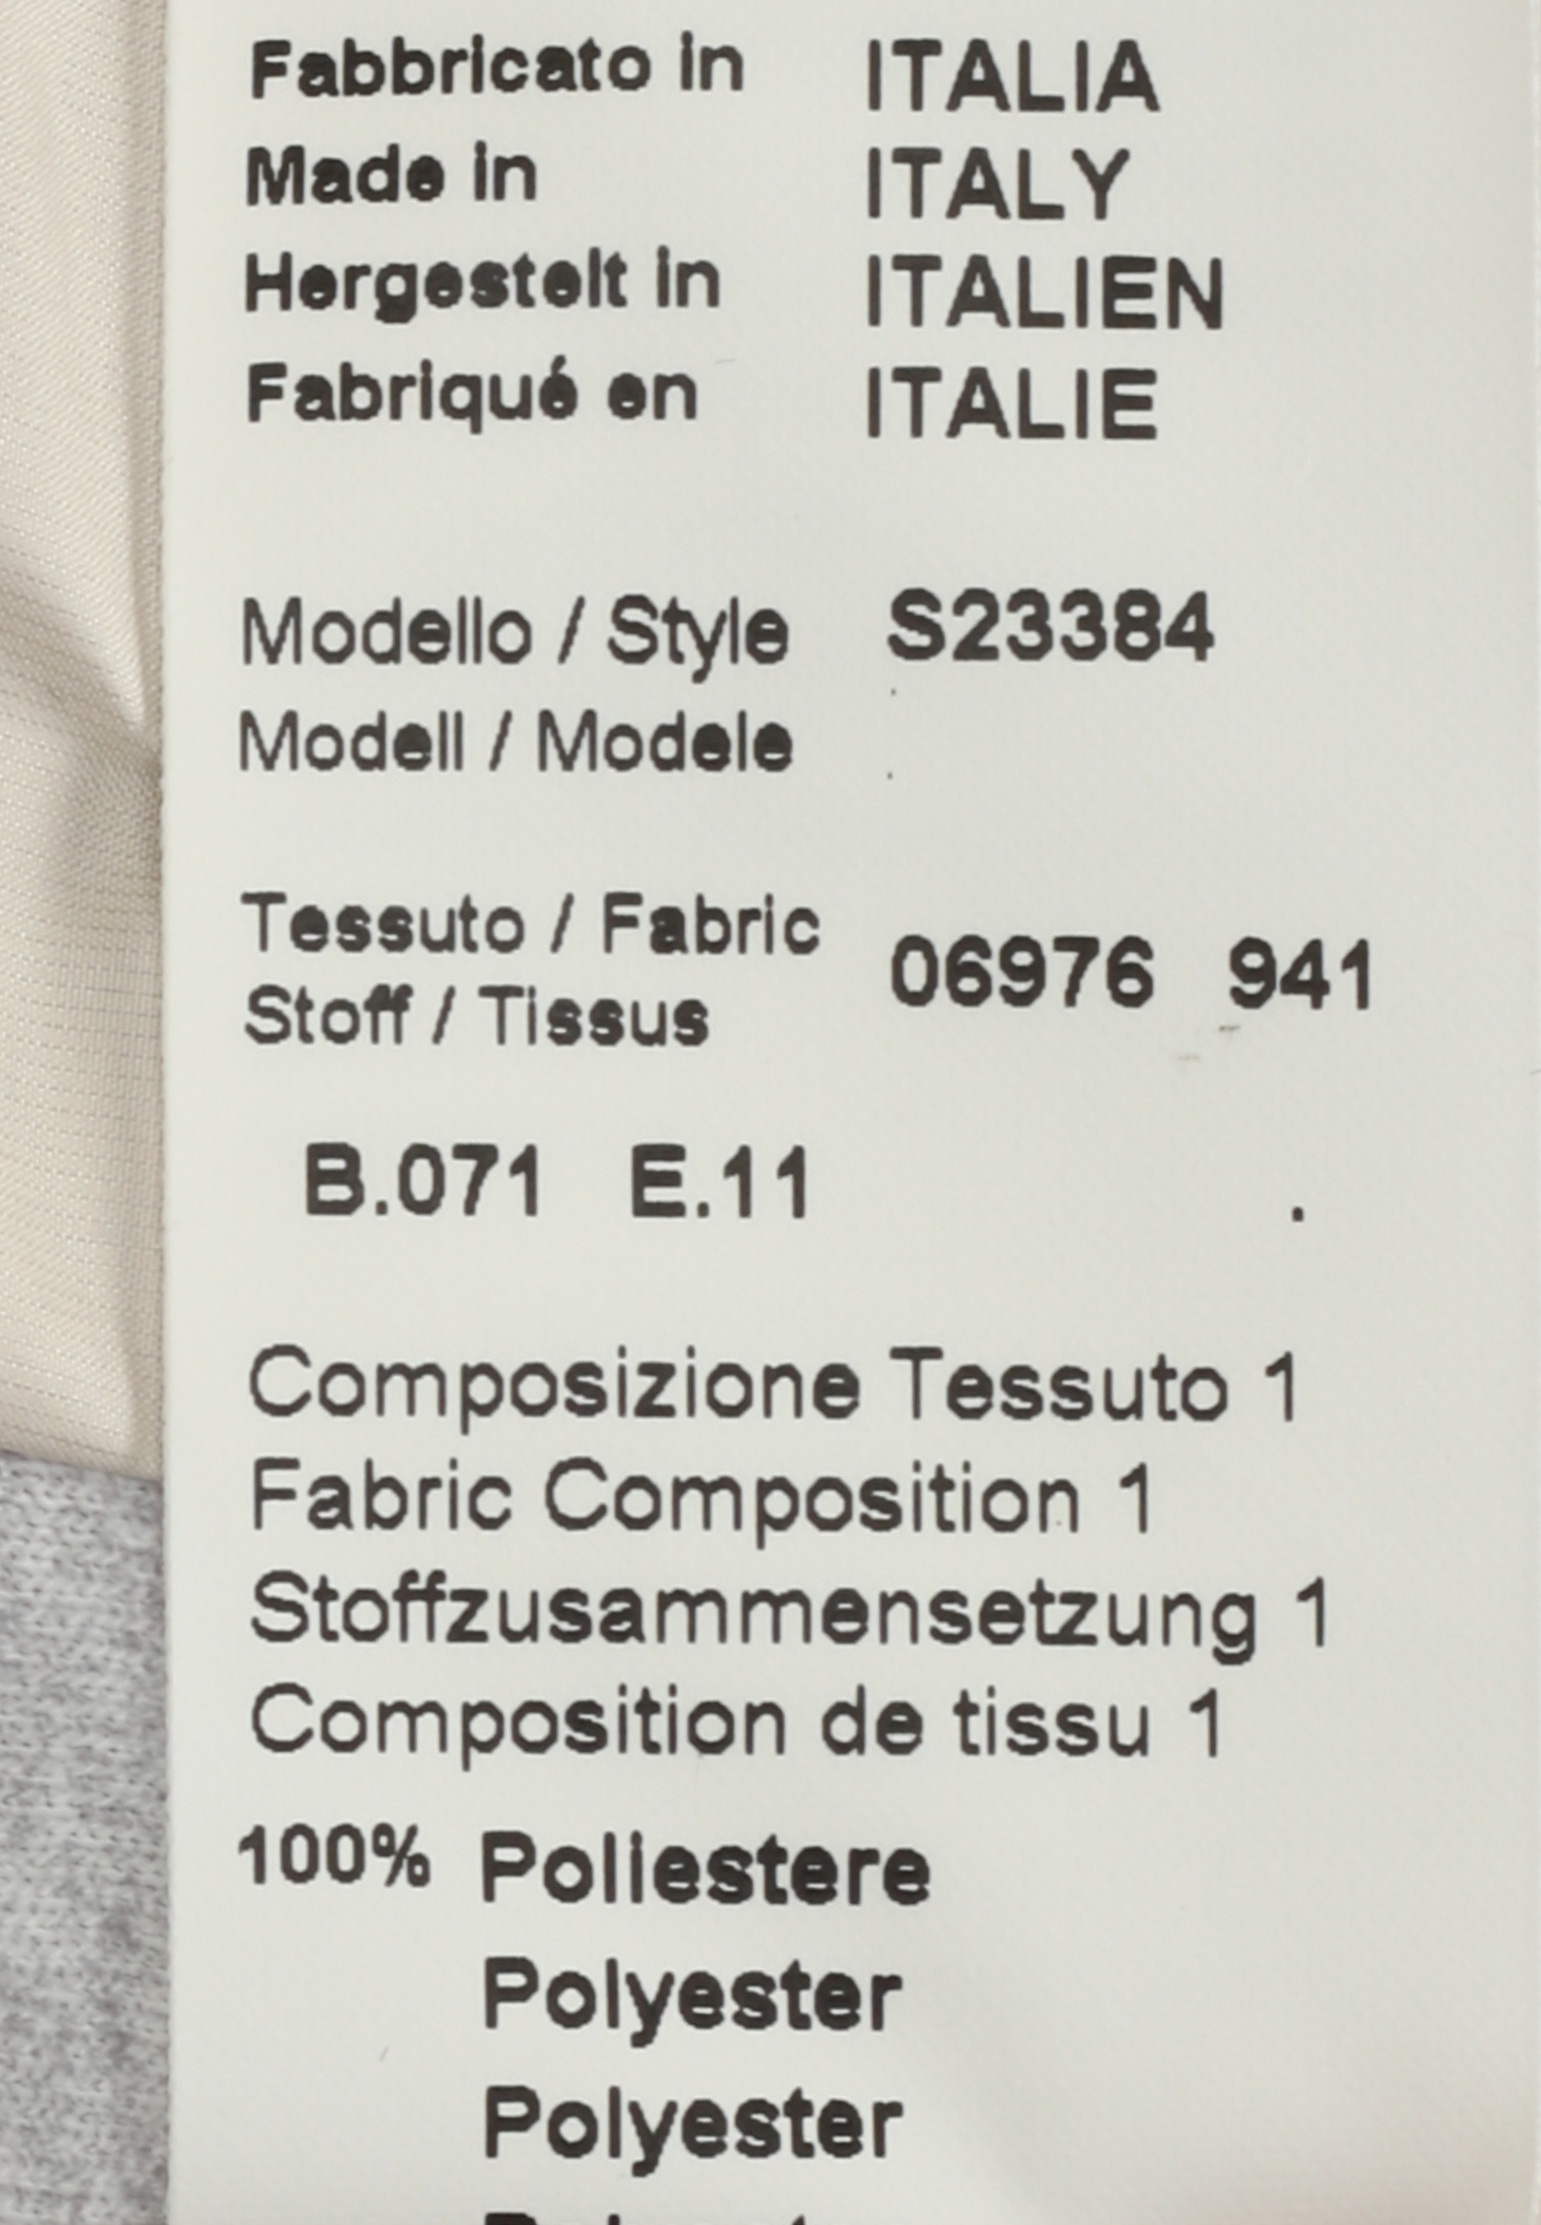 Fabbricato in ITALIA
Made in ITALY
Hergestelt in ITALIEN
Fabriqué en ITALIE
Modello / Style S23384
Modell / Modele
Tessuto / Fabric 06976 941
Stoff / Tissus
B.071 E.11 .
Composizione Tessuto 1
Fabric Composition 1
Stoffzusammensetzung 1
Composition de tissu 1
100% Poliestere
Polyester
Polyester